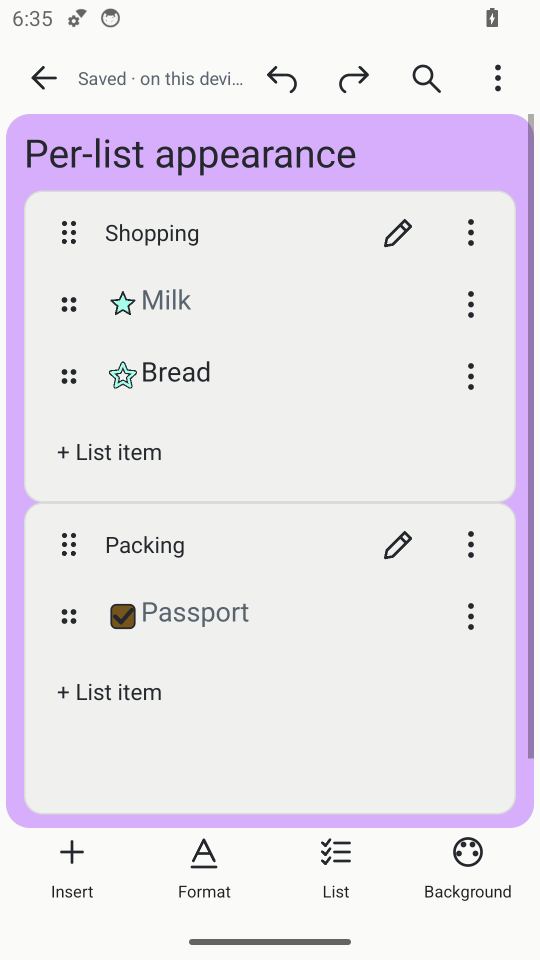 6:35
Saved · on this devi...
Per-list appearance
Shopping
Milk
Bread
+ List item
Packing
Passport
+ List item
Insert
Format
List
Background